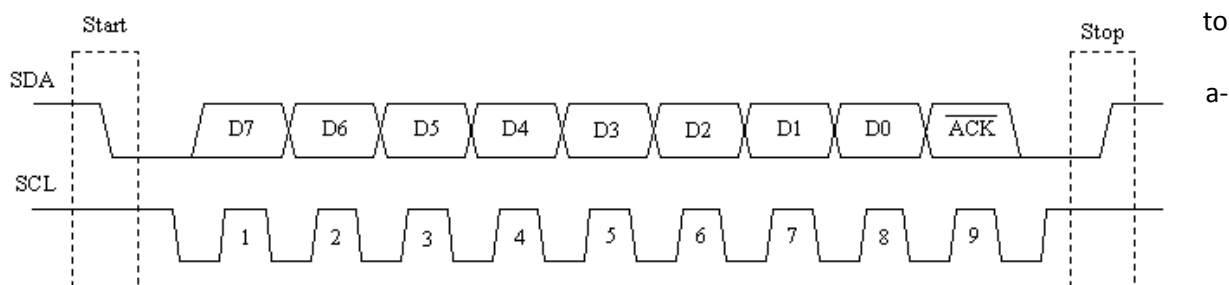 to
Start
Stop
SDA
a-
D7 D6 D5 D4 D3 D2 D1 D0 ACK
SCL
1 2 3 4 5 6 7 8 9